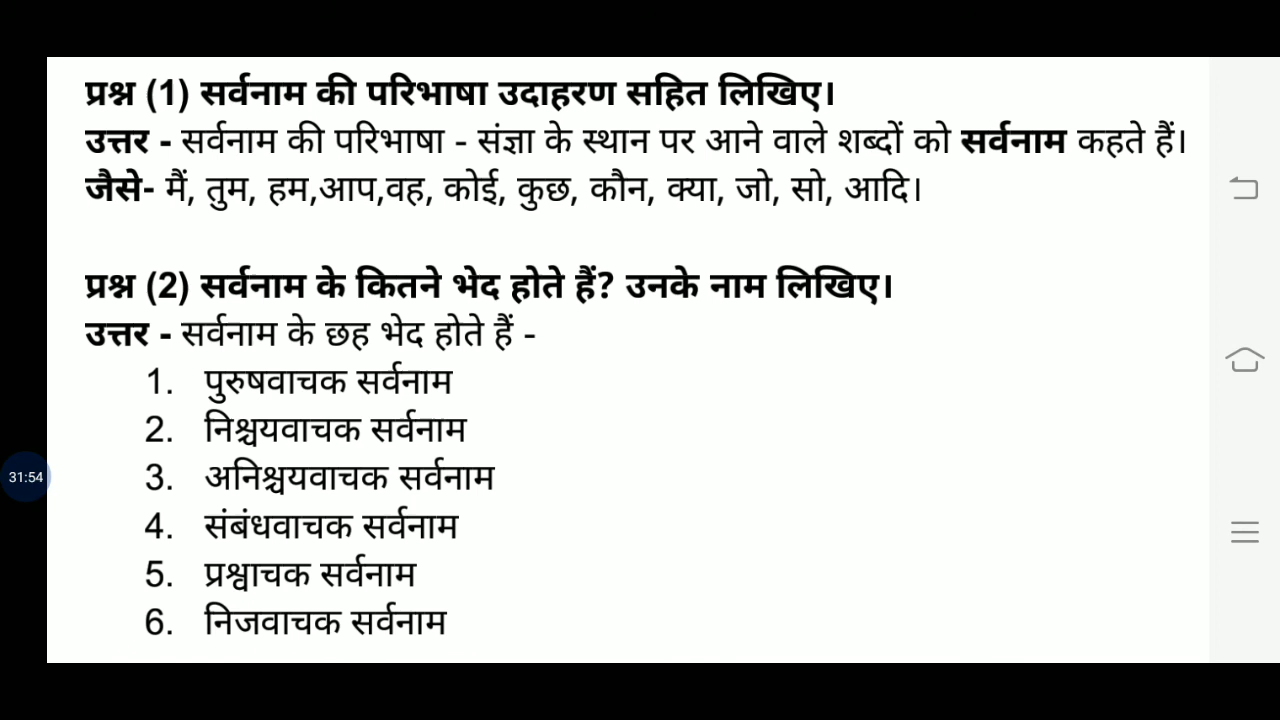 प्रश्न (1) सर्वनाम की परिभाषा उदाहरण सहित लिखिए।
उत्तर - सर्वनाम की परिभाषा - संज्ञा के स्थान पर आने वाले शब्दों को सर्वनाम कहते हैं।
जैसे- मैं, तुम, हम,आप,वह, कोई, कुछ, कौन, क्या, जो, सो, आदि।
प्रश्न (2) सर्वनाम के कितने भेद होते हैं? उनके नाम लिखिए।
उत्तर - सर्वनाम के छह भेद होते हैं -
1. पुरुषवाचक सर्वनाम
2. निश्चयवाचक सर्वनाम
31:54
3. अनिश्चयवाचक सर्वनाम
4. संबंधवाचक सर्वनाम
5. प्रश्वाचक सर्वनाम
6. निजवाचक सर्वनाम